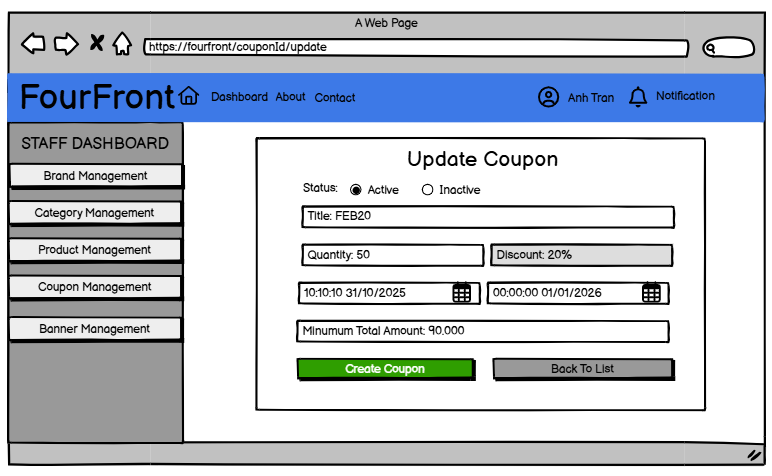 A Web Page
https://fourfront/couponId/update
FourFront Dashboard About Contact Anh Tran Notification
STAFF DASHBOARD
Brand Management
Category Management
Product Management
Coupon Management
Banner Management
Update Coupon
Status: Active Inactive
Title: FEB20
Quantity: 50 Discount: 20%
10:10:10 31/10/2025 00:00:00 01/01/2026
Minumum Total Amount: 90.000
Create Coupon Back To List